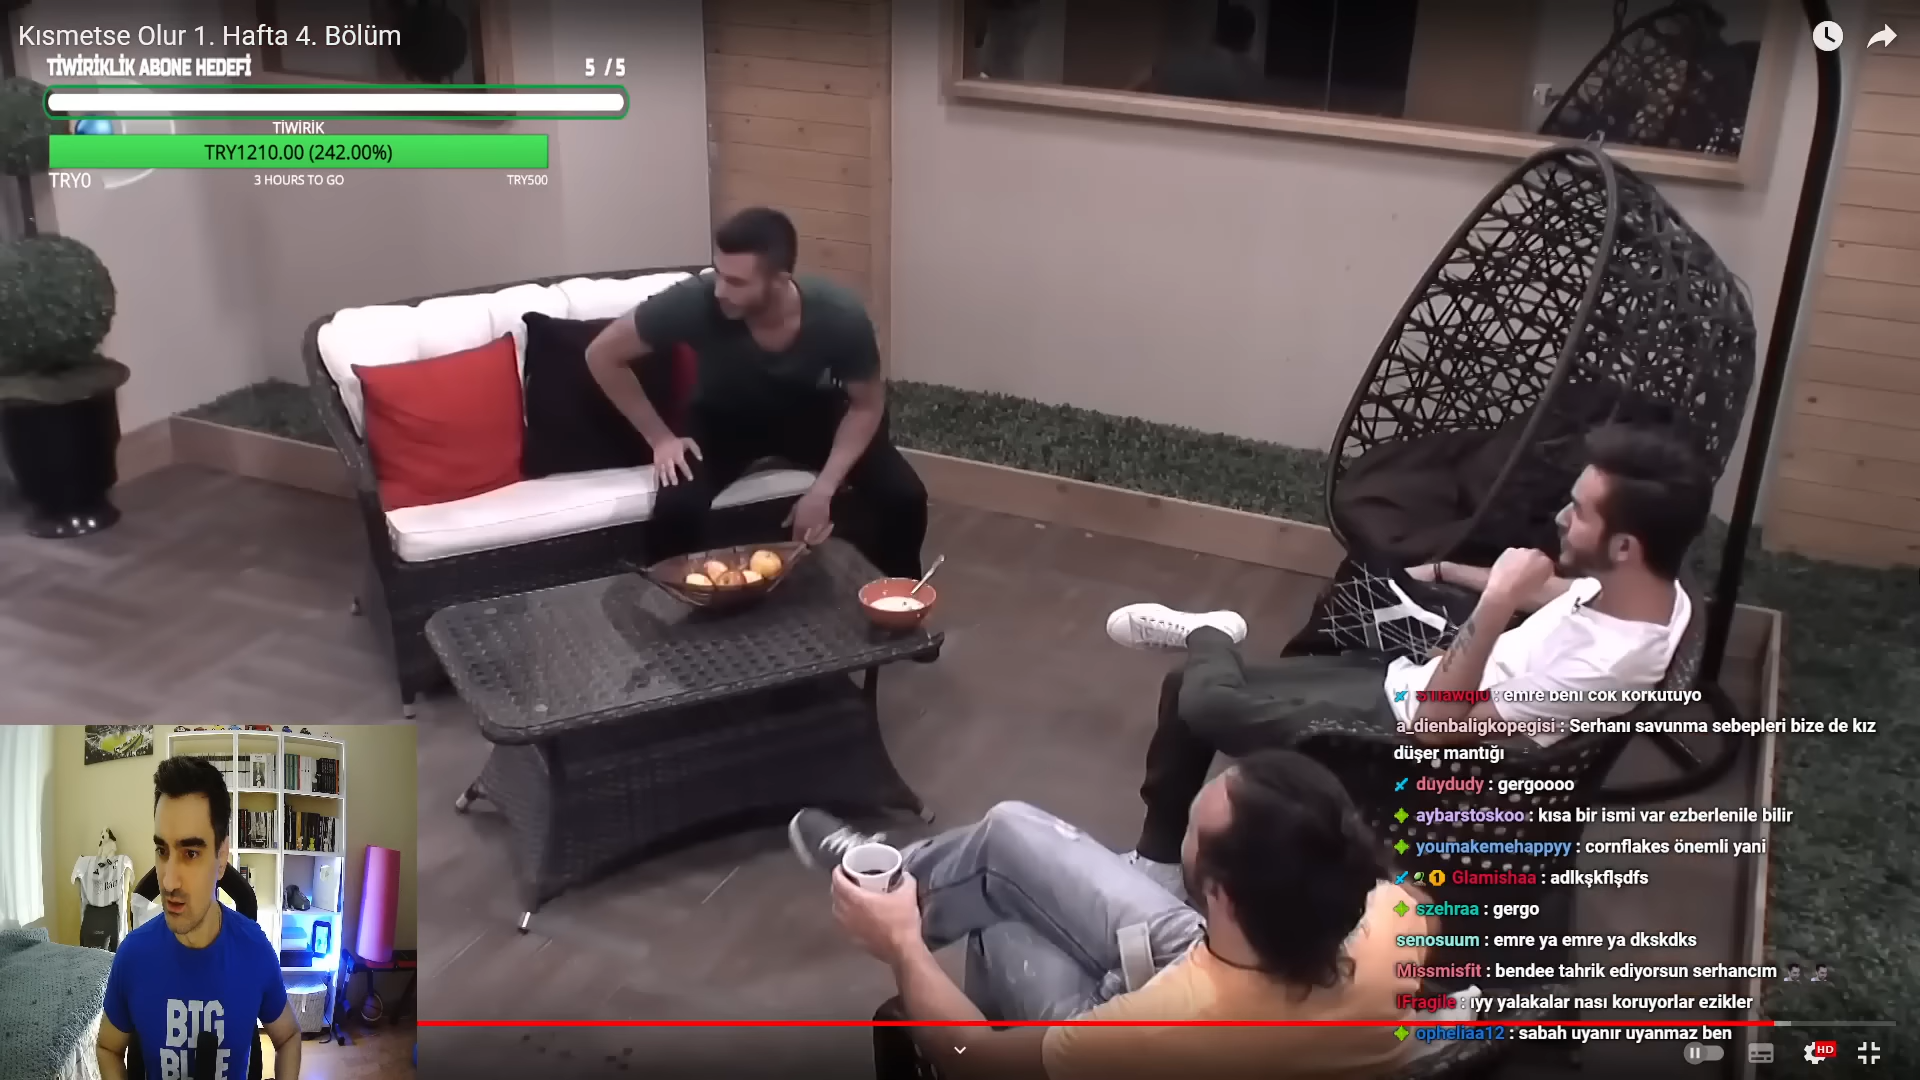 Kısmetse Olur 1. Hafta 4. Bölüm
TİWİRİKLİK ABONE HEDEFİ
5 / 5
TİWİRİK
TRY1210.00 (242.00%)
TRY0
3 HOURS TO GO
TRY500
emre beni cok korkutuyo
a_dienbaligkopegisi : Serhanı savunma sebepleri bize de kız
düşer mantığı
duydudy : gergoooo
aybarstoskoo : kısa bir ismi var ezberlenile bilir
youmakemehappyy : cornflakes önemli yani
1 Glamishaa : adlkşkflşdfs
szehraa : gergo
senosuum : emre ya emre ya dkskdks
Missmisfit : bendee tahrik ediyorsun serhancım
IFragile : ıyy yalakalar nası koruyorlar ezikler
opheliaa12 : sabah uyanır uyanmaz ben
HD
BIG
BLUE